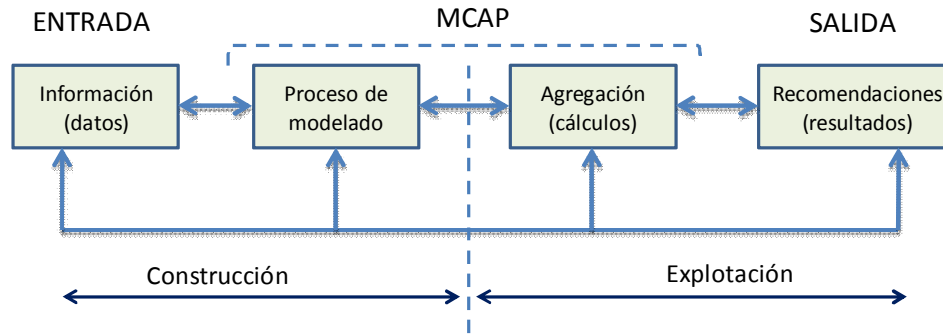 ENTRADA
MCAP
SALIDA
Información
(datos)
Proceso de
modelado
Agregación
(cálculos)
Recomendaciones
(resultados)
Construcción
Explotación